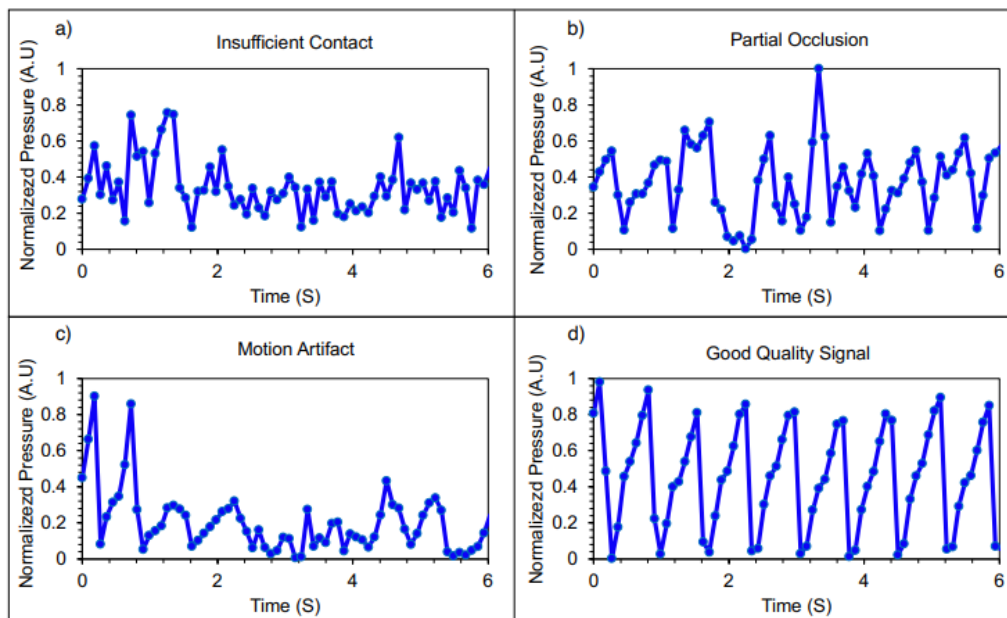 a)
Insufficient Contact
Normalizezd Pressure (A.U)
1
0.8
0.6
0.4
0.2
0
0 2 4 6
Time (S)
b)
Partial Occlusion
Normalizezd Pressure (A.U)
1
0.8
0.6
0.4
0.2
0
0 2 4 6
Time (S)
c)
Motion Artifact
Normalizezd Pressure (A.U)
1
0.8
0.6
0.4
0.2
0
0 2 4 6
Time (S)
d)
Good Quality Signal
Normalizezd Pressure (A.U)
1
0.8
0.6
0.4
0.2
0
0 2 4 6
Time (S)